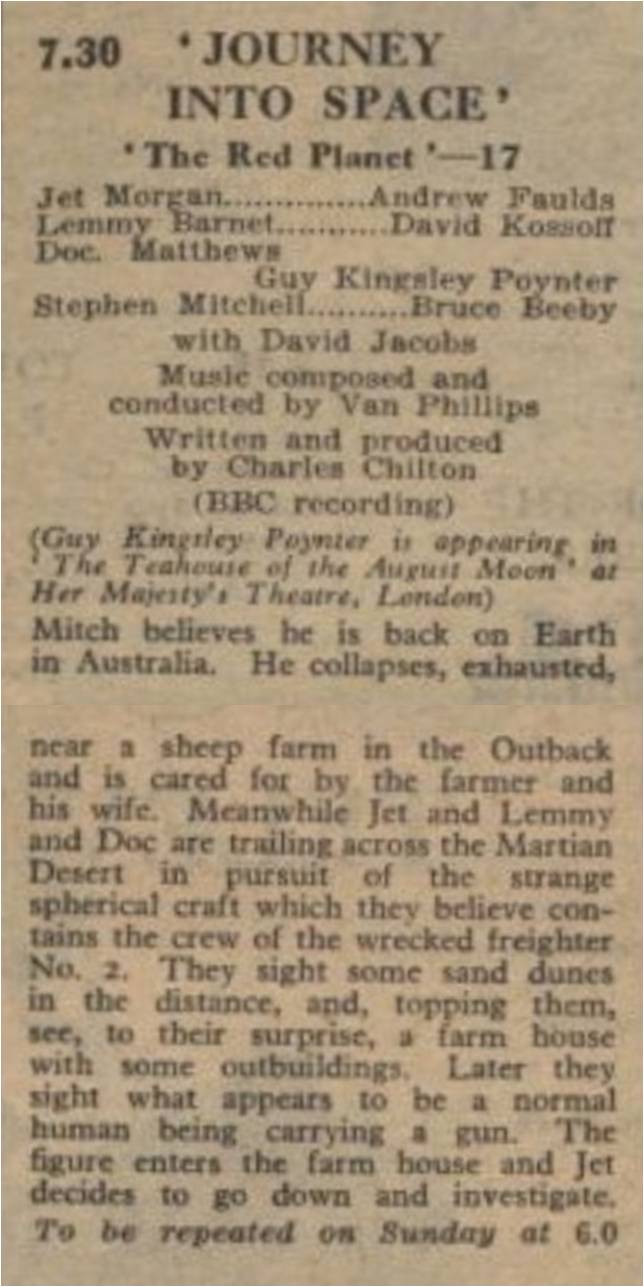 7.30 ‘JOURNEY
INTO SPACE’
‘The Red Planet’—17
Jet Morgan..............Andrew Faulds
Lemmy Barnet...........David Kossoff
Doc. Matthews
Guy Kingsley Poynter
Stephen Mitchell..........Bruce Beeby
with David Jacobs
Music composed and
conducted by Van Phillips
Written and produced
by Charles Chilton
(BBC recording)
(Guy Kingsley Poynter is appearing in
‘The Teahouse of the August Moon’ at
Her Majesty's Theatre, London)
Mitch believes he is back on Earth
in Australia. He collapses, exhausted,
near a sheep farm in the Outback
and is cared for by the farmer and
his wife. Meanwhile Jet and Lemmy
and Doc are trailing across the Martian
Desert in pursuit of the strange
spherical craft which they believe con-
tains the crew of the wrecked freighter
No. 2. They sight some sand dunes
in the distance, and, topping them,
see, to their surprise, a farm house
with some outbuildings. Later they
sight what appears to be a normal
human being carrying a gun. The
figure enters the farm house and Jet
decides to go down and investigate.
To be repeated on Sunday at 6.0